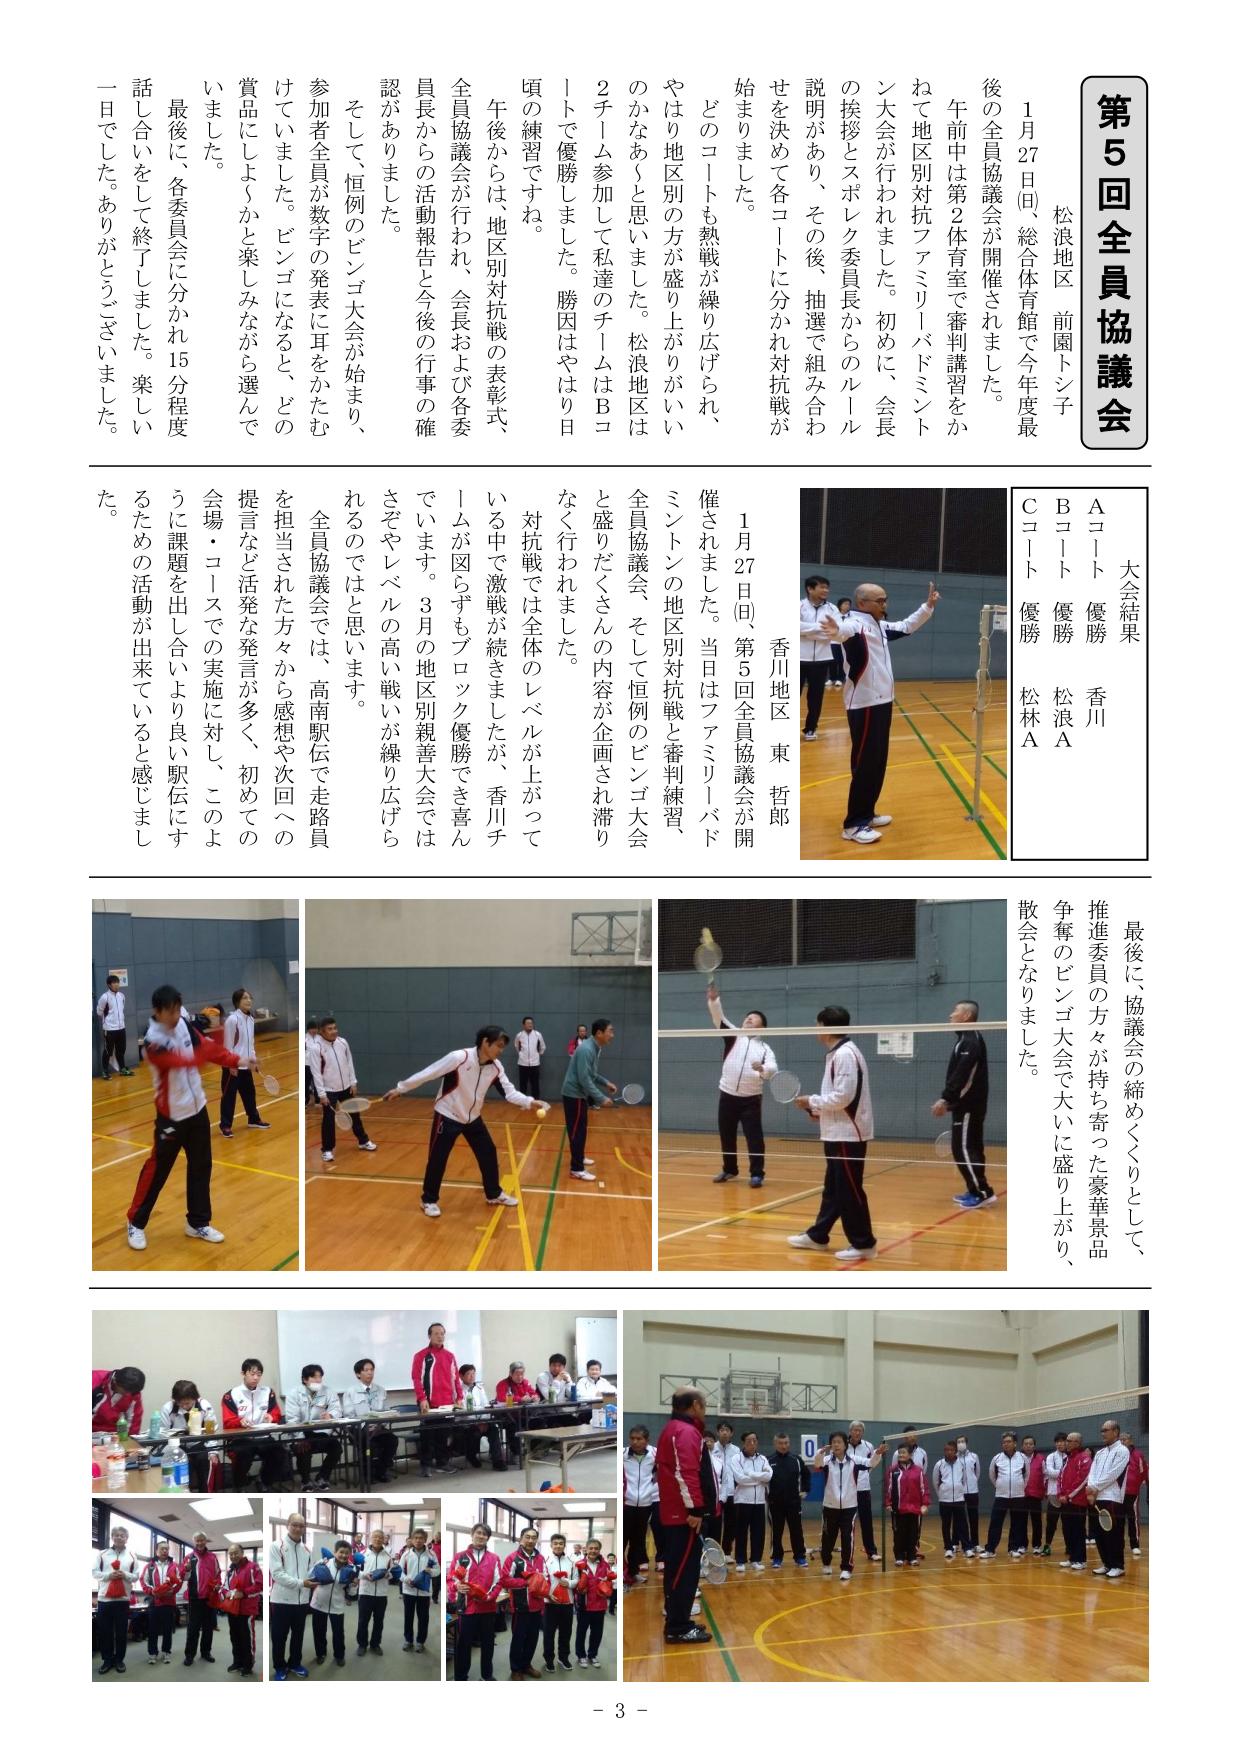 第５回全員協議会
松浪地区　前園トシ子
１月27日㈰、総合体育館で今年度最
後の全員協議会が開催されました。
午前中は第２体育室で審判講習をか
ねて地区別対抗ファミリーバドミント
ン大会が行われました。初めに、会長
の挨拶とスポレク委員長からのルール
説明があり、その後、抽選で組み合わ
せを決めて各コートに分かれ対抗戦が
始まりました。
どのコートも熱戦が繰り広げられ、
やはり地区別の方が盛り上がりがいい
のかなあ～と思いました。松浪地区は
２チーム参加して私達のチームはＢコ
ートで優勝しました。勝因はやはり日
頃の練習ですね。
午後からは、地区別対抗戦の表彰式、
全員協議会が行われ、会長および各委
員長からの活動報告と今後の行事の確
認がありました。
そして、恒例のビンゴ大会が始まり、
参加者全員が数字の発表に耳をかたむ
けていました。ビンゴになると、どの
賞品にしよ～かと楽しみながら選んで
いました。
最後に、各委員会に分かれ15分程度
話し合いをして終了しました。楽しい
一日でした。ありがとうございました。
大会結果
Ａコート　優勝　香川
Ｂコート　優勝　松浪Ａ
Ｃコート　優勝　松林Ａ
香川地区　東　哲郎
１月27日㈰、第５回全員協議会が開
催されました。当日はファミリーバド
ミントンの地区別対抗戦と審判練習、
全員協議会、そして恒例のビンゴ大会
と盛りだくさんの内容が企画され滞り
なく行われました。
対抗戦では全体のレベルが上がって
いる中で激戦が続きましたが、香川チ
ームが図らずもブロック優勝でき喜ん
でいます。３月の地区別親善大会では
さぞやレベルの高い戦いが繰り広げら
れるのではと思います。
全員協議会では、高南駅伝で走路員
を担当された方々から感想や次回への
提言など活発な発言が多く、初めての
会場・コースでの実施に対し、このよ
うに課題を出し合いより良い駅伝にす
るための活動が出来ていると感じまし
た。
最後に、協議会の締めくくりとして、
推進委員の方々が持ち寄った豪華景品
争奪のビンゴ大会で大いに盛り上がり、
散会となりました。
0
- 3 -